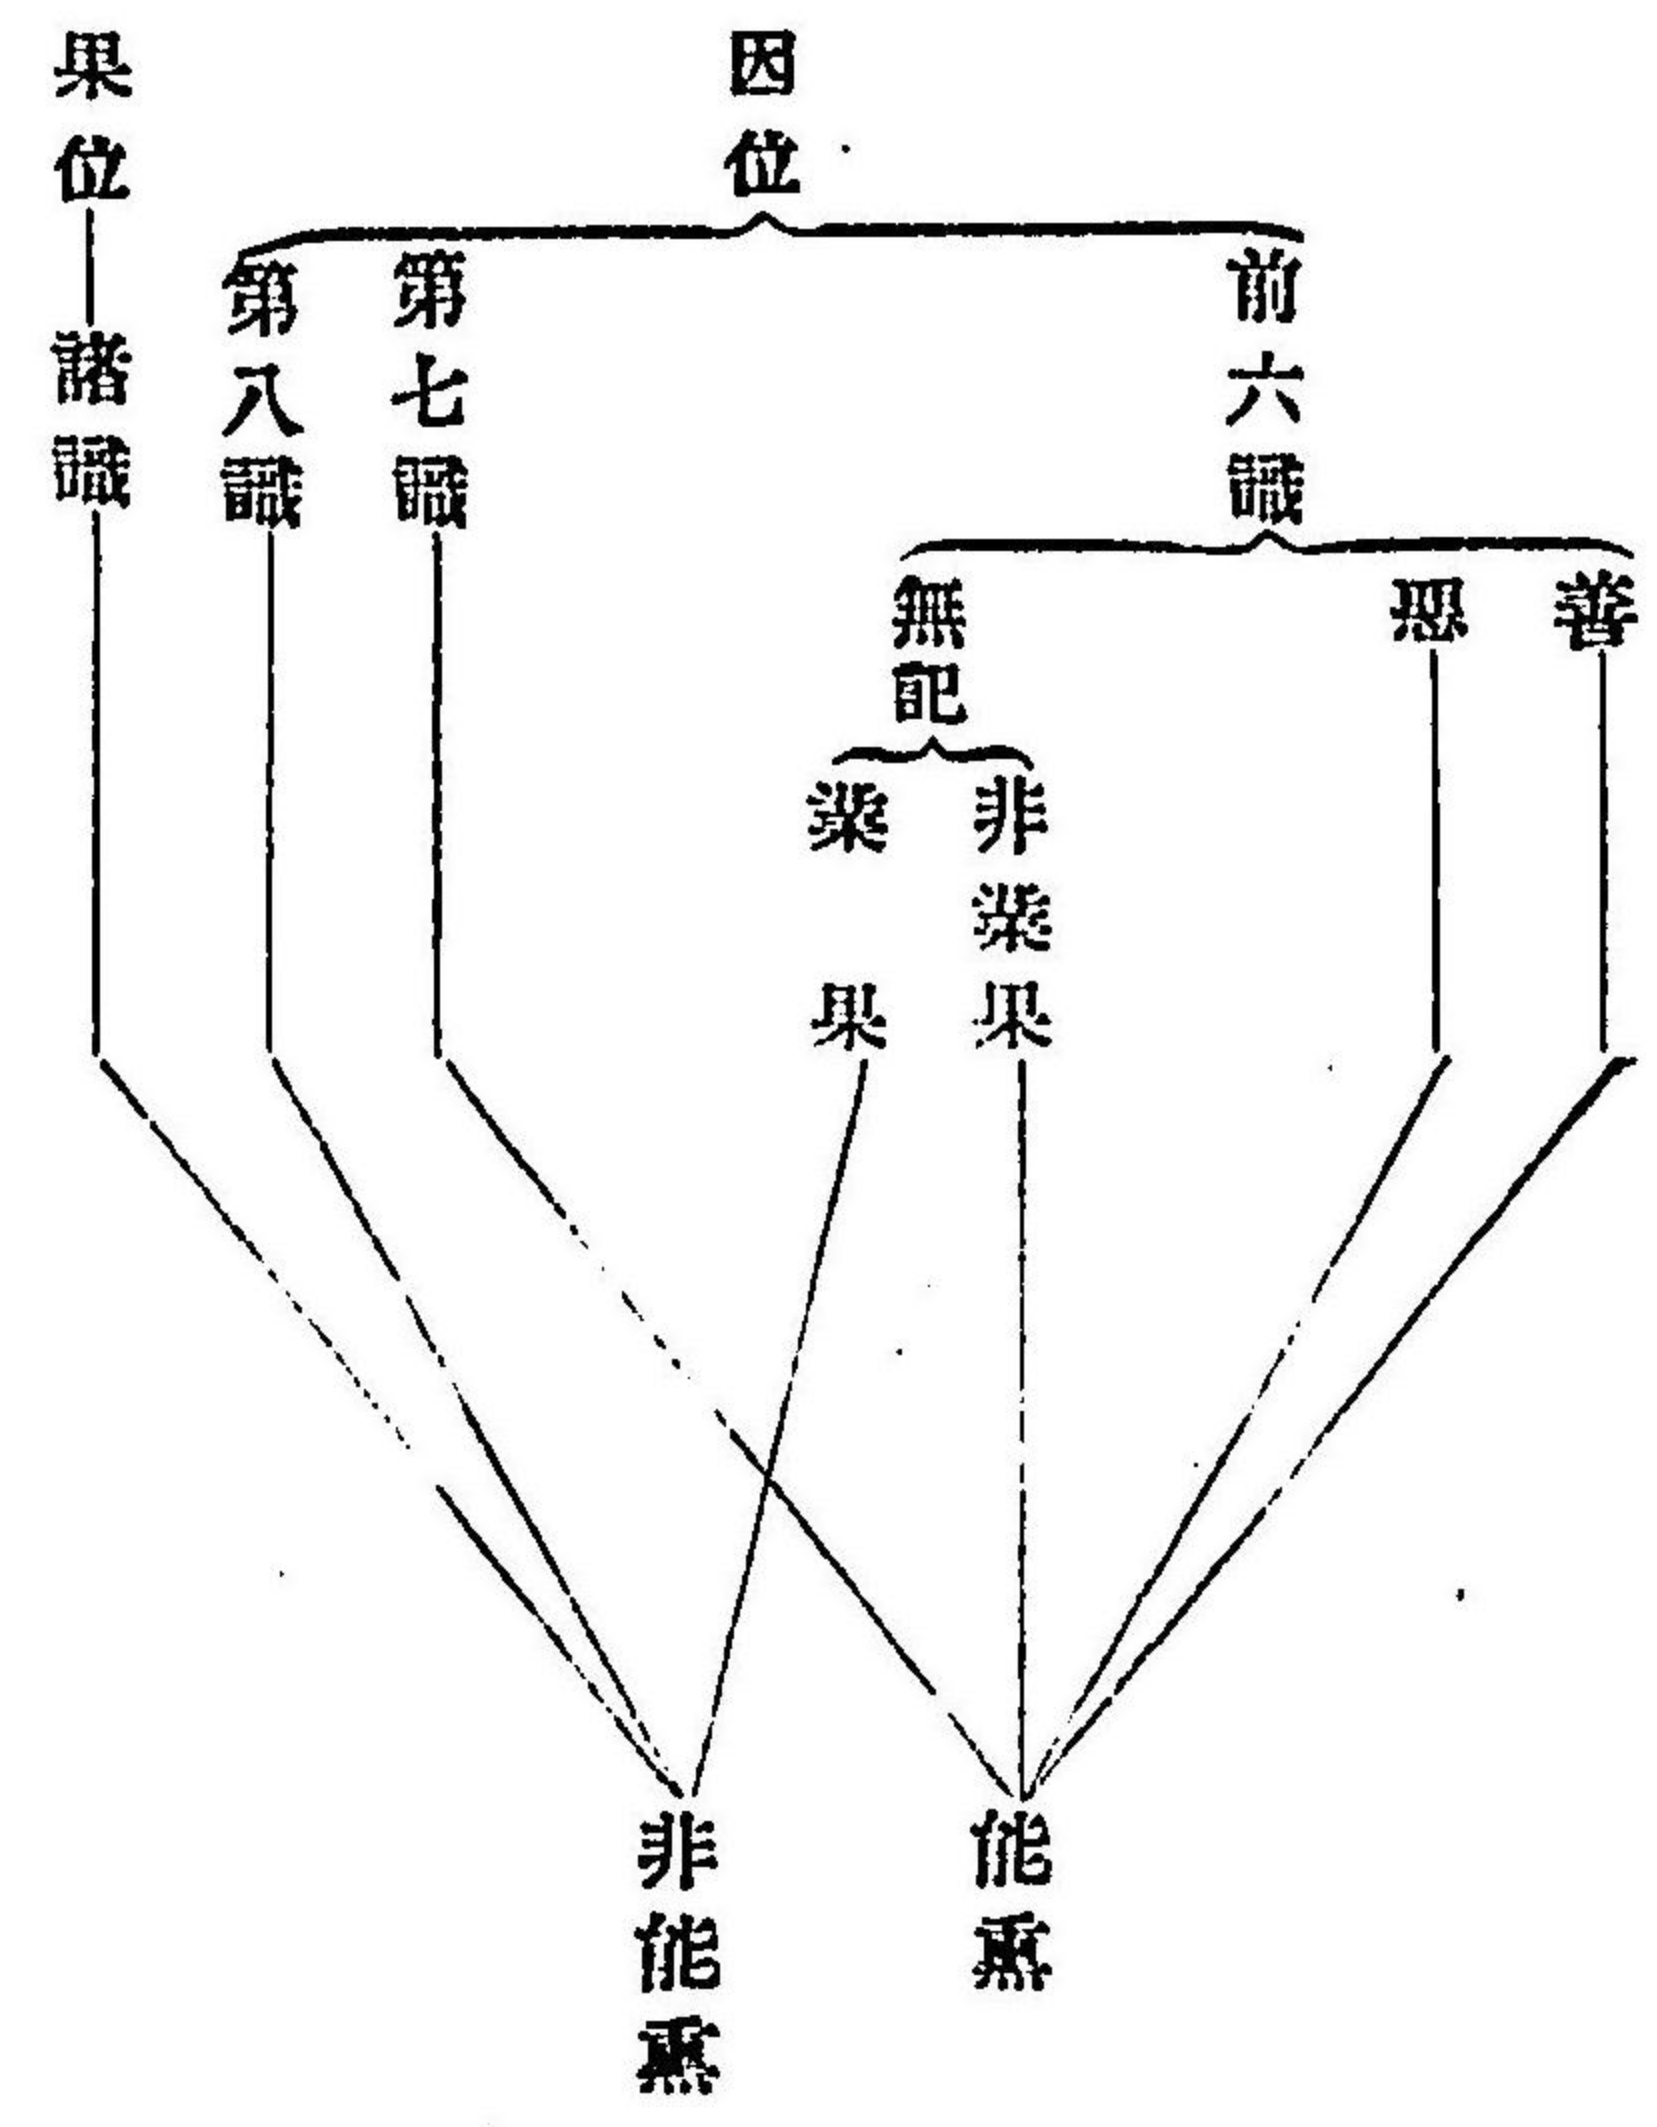 因位
前六識
善
惡
無記
非業果
業果
第七識
第八識
果位
諸識
能熏
非能熏